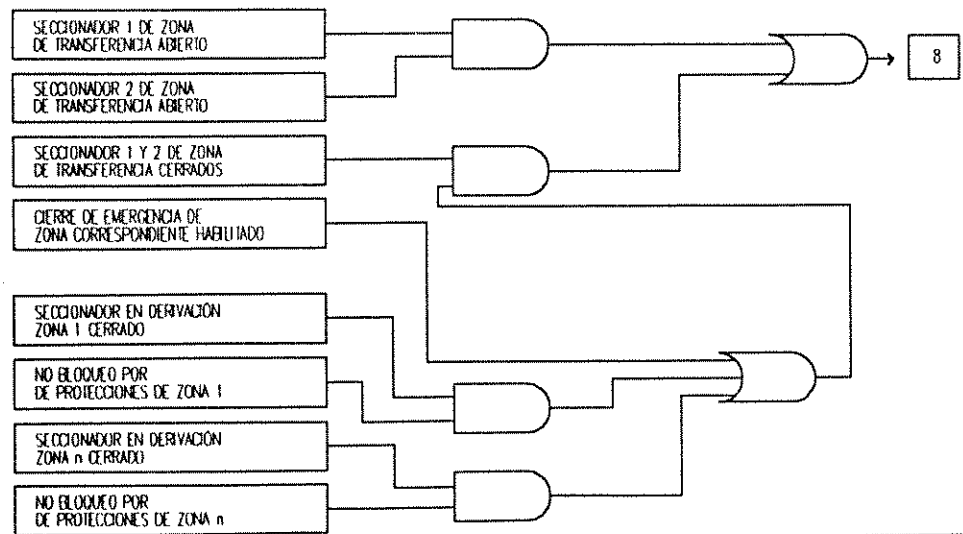 SECCIONADOR 1 DE ZONA
DE TRANSFERENCIA ABIERTO
8
SECCIONADOR 2 DE ZONA
DE TRANSFERENCIA ABIERTO
SECCIONADOR 1 Y 2 DE ZONA
DE TRANSFERENCIA CERRADOS
CIERRE DE EMERGENCIA DE
ZONA CORRESPONDIENTE HABILITADO
SECCIONADOR EN DERIVACIÓN
ZONA 1 CERRADO
NO BLOQUEO POR
DE PROTECCIONES DE ZONA 1
SECCIONADOR EN DERIVACIÓN
ZONA n CERRADO
NO BLOQUEO POR
DE PROTECCIONES DE ZONA n